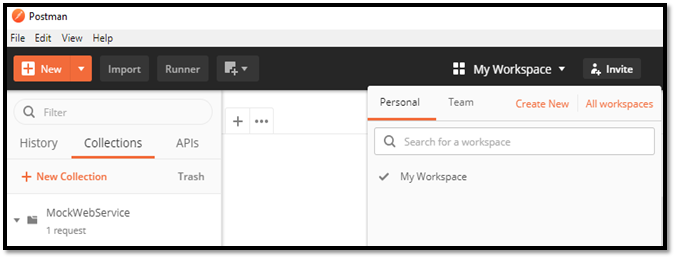 Postman
File Edit View Help
New Import Runner My Workspace Invite
Filter
History Collections APIs
+ New Collection Trash
MockWebService
1 request
Personal Team Create New All workspaces
Search for a workspace
My Workspace